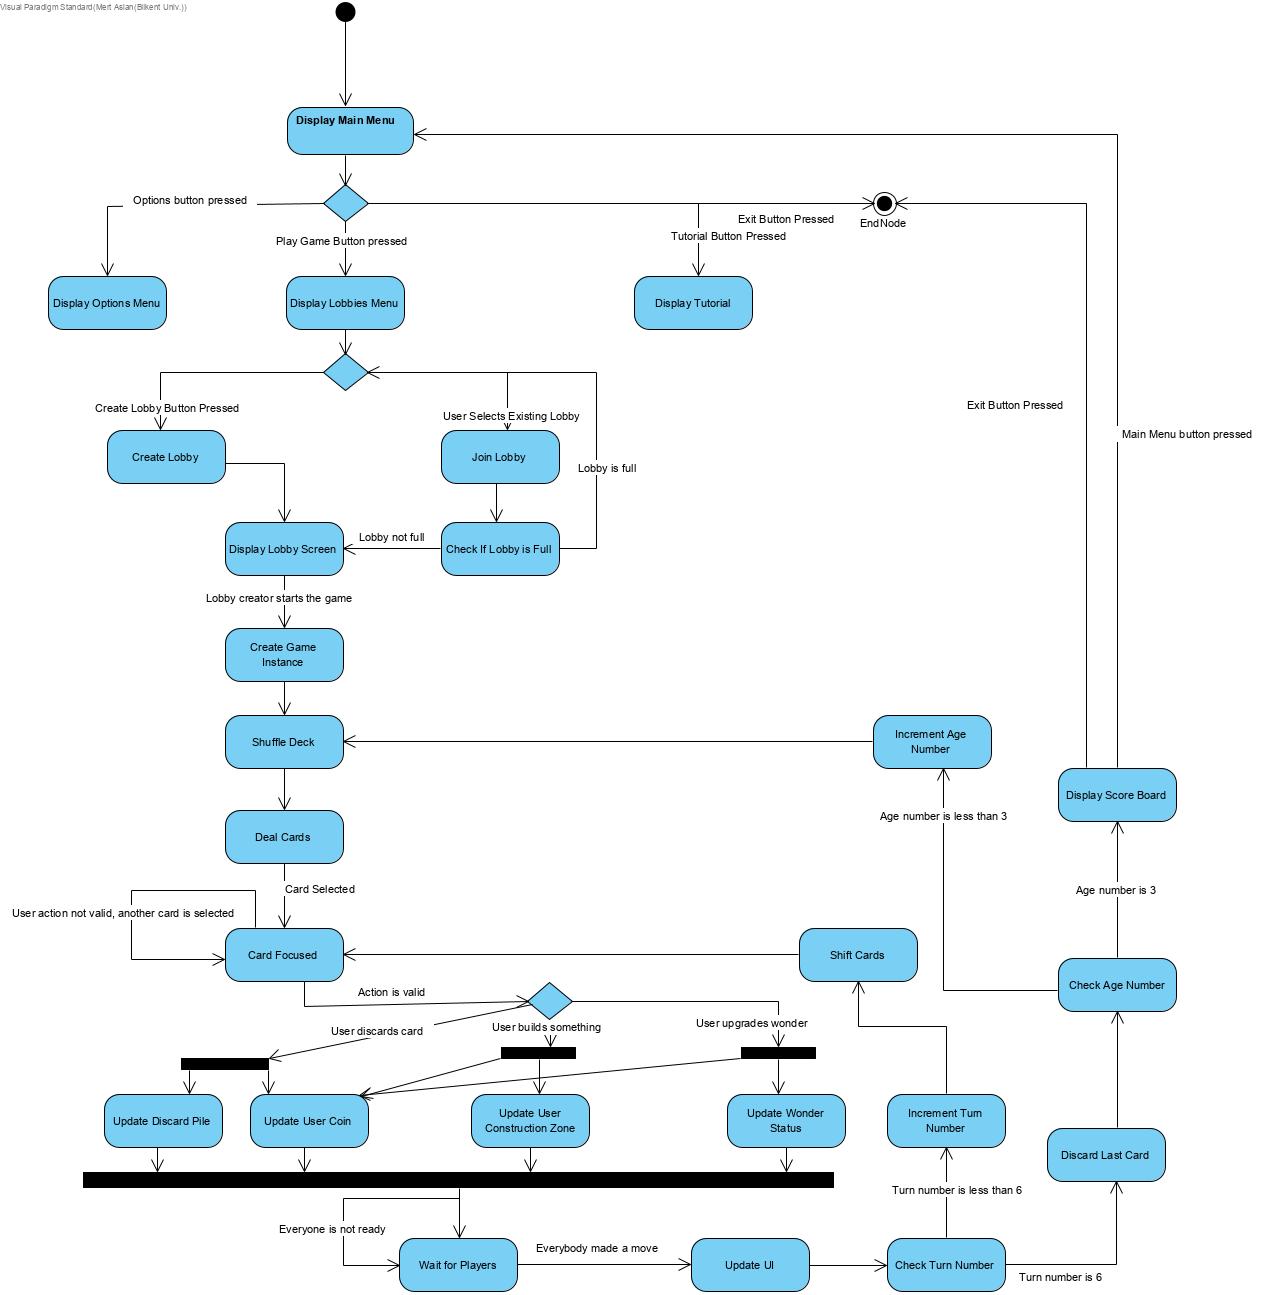 Visual Paradigm Standard(Mert Aslan(Bilkent Univ.))
Display Main Menu
Options button pressed
Exit Button Pressed
EndNode
Tutorial Button Pressed
Play Game Button pressed
Display Options Menu
Display Lobbies Menu
Display Tutorial
Create Lobby Button Pressed
User Selects Existing Lobby
Exit Button Pressed
Main Menu button pressed
Create Lobby
Join Lobby
Lobby is full
Display Lobby Screen
Lobby not full
Check If Lobby is Full
Lobby creator starts the game
Create Game
Instance
Shuffle Deck
Increment Age
Number
Display Score Board
Age number is less than 3
Deal Cards
Card Selected
Age number is 3
User action not valid, another card is selected
Card Focused
Shift Cards
Check Age Number
Action is valid
User discards card
User builds something
User upgrades wonder
Update Discard Pile
Update User Coin
Update User
Construction Zone
Update Wonder
Status
Increment Turn
Number
Discard Last Card
Turn number is less than 6
Everyone is not ready
Everybody made a move
Wait for Players
Update UI
Check Turn Number
Turn number is 6